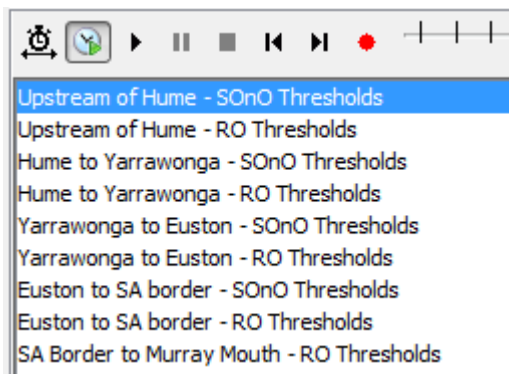 Upstream of Hume - SOnO Thresholds
Upstream of Hume - RO Thresholds
Hume to Yarrawonga - SOnO Thresholds
Hume to Yarrawonga - RO Thresholds
Yarrawonga to Euston - SOnO Thresholds
Yarrawonga to Euston - RO Thresholds
Euston to SA border - SOnO Thresholds
Euston to SA border - RO Thresholds
SA Border to Murray Mouth - RO Thresholds